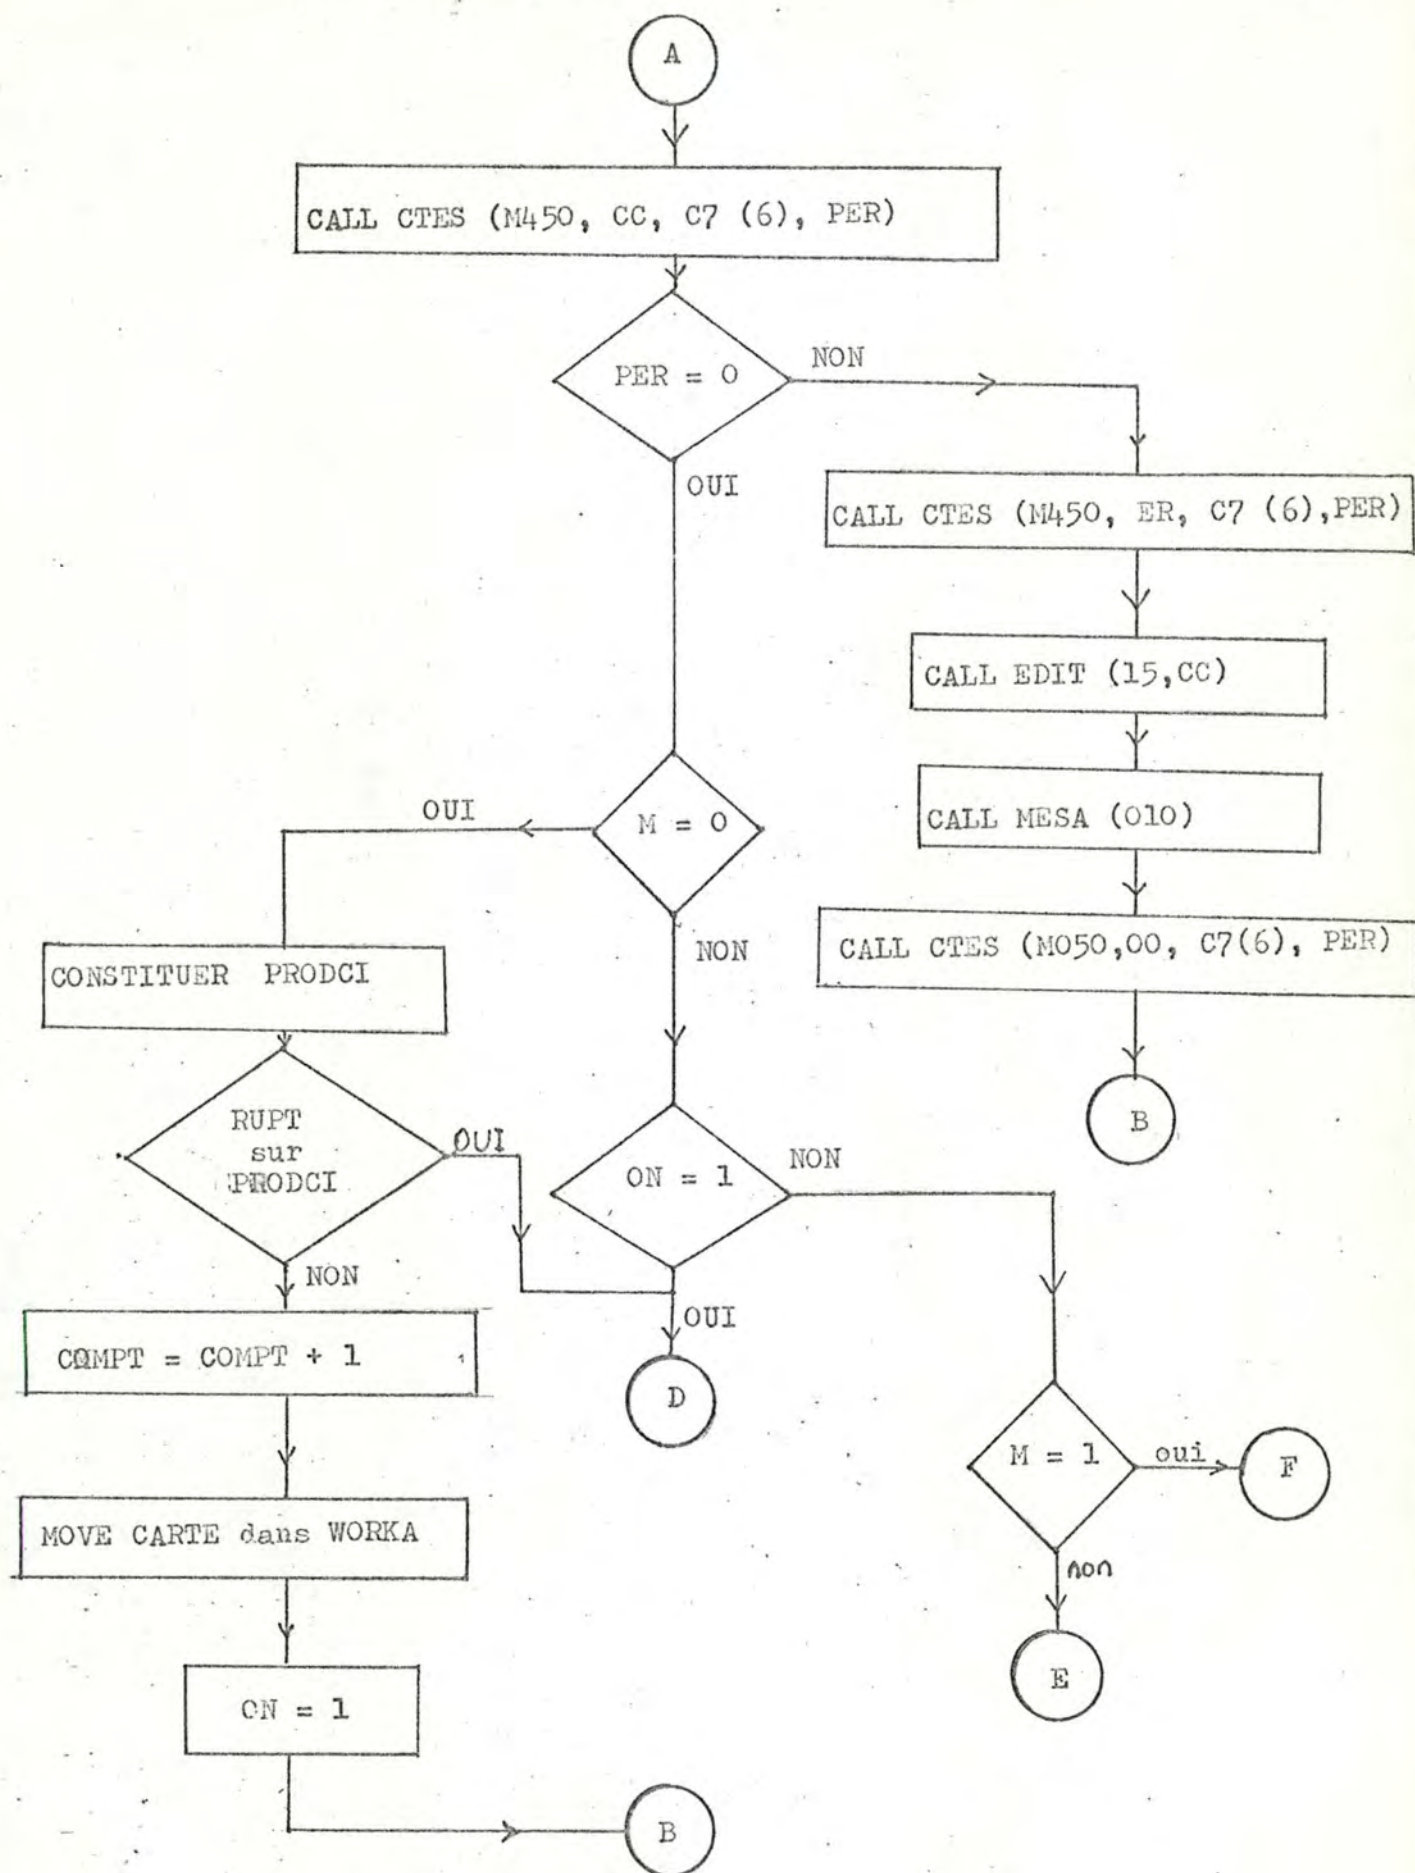 A
CALL CTES (M450, CC, C7 (6), PER)
PER = 0
NON
OUI
CALL CTES (M450, ER, C7 (6),PER)
CALL EDIT (15,CC)
CALL MESA (010)
CALL CTES (M050,00, C7(6), PER)
B
M = 0
OUI
NON
CONSTITUER PRODCI
RUPT
sur
PRODCI
OUI
NON
ON = 1
NON
OUI
D
COMPT = COMPT + 1
MOVE CARTE dans WORKA
ON = 1
B
M = 1
oui
F
non
E